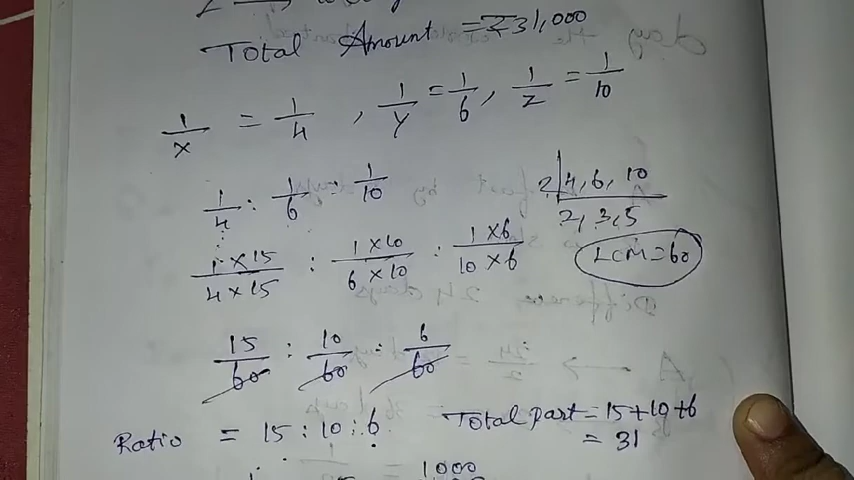 Total Amount = ₹31,000
1/x = 1/4 , 1/y = 1/6 , 1/z = 1/10
1/4 : 1/6 : 1/10
2 | 4, 6, 10
2, 3, 5
LCM = 60
1 × 15 / 4 × 15 : 1 × 10 / 6 × 10 : 1 × 6 / 10 × 6
15/60 : 10/60 : 6/60
Ratio = 15 : 10 : 6
Total part = 15 + 10 + 6
= 31
1000